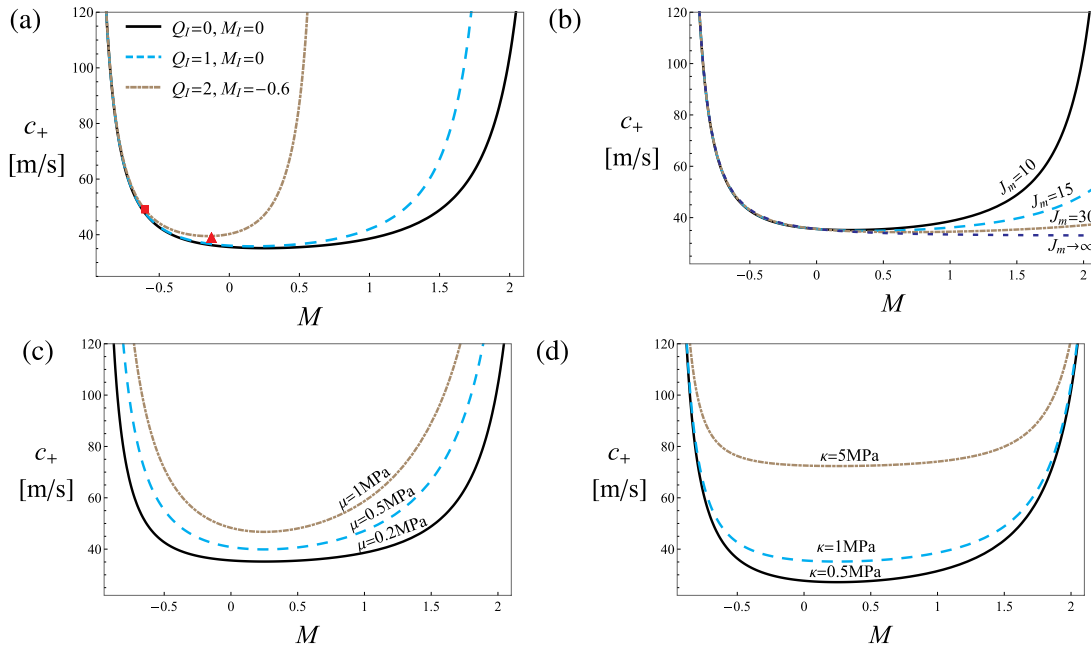 (a)
120
100
80
60
40
c₊
[m/s]
Q_I=0, M_I=0
Q_I=1, M_I=0
Q_I=2, M_I=−0.6
−0.5
0
0.5
1
1.5
2
M
(b)
120
100
80
60
40
c₊
[m/s]
J_m=10
J_m=15
J_m=30
J_m→∞
−0.5
0
0.5
1
1.5
2
M
(c)
120
100
80
60
40
c₊
[m/s]
μ=1MPa
μ=0.5MPa
μ=0.2MPa
−0.5
0
0.5
1
1.5
2
M
(d)
120
100
80
60
40
c₊
[m/s]
κ=5MPa
κ=1MPa
κ=0.5MPa
−0.5
0
0.5
1
1.5
2
M